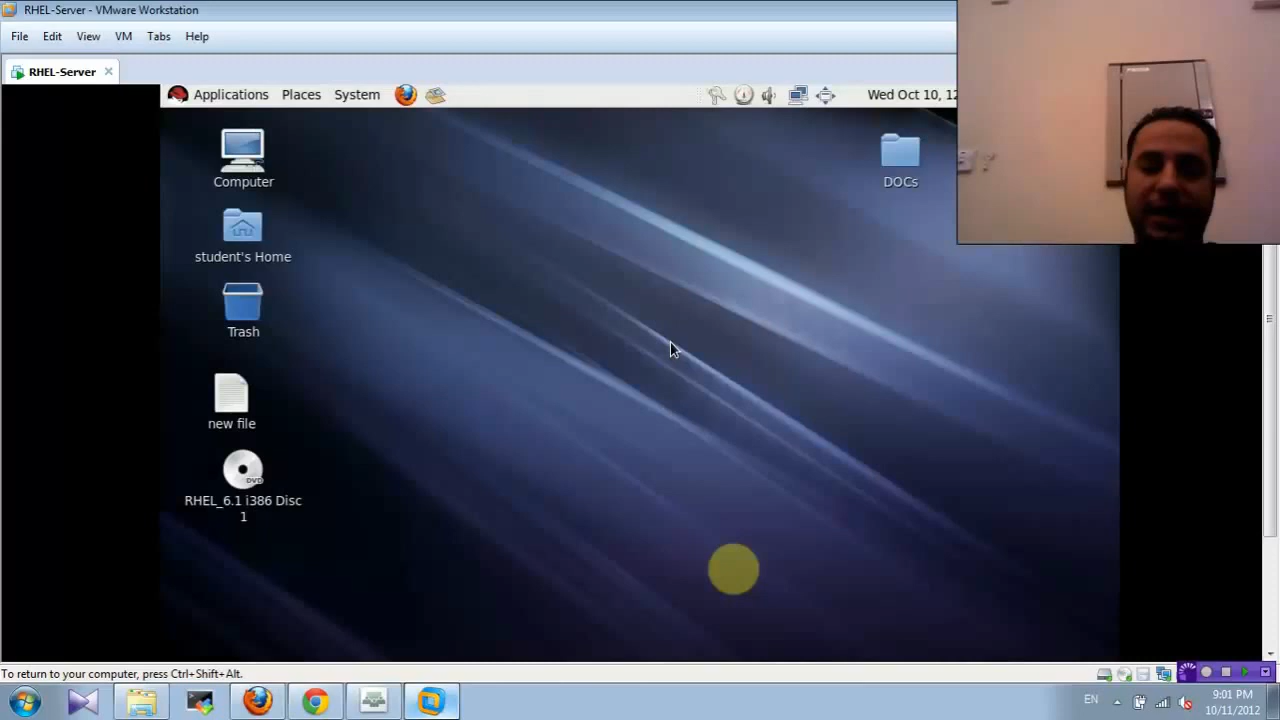 RHEL-Server - VMware Workstation
File Edit View VM Tabs Help
RHEL-Server
Applications Places System Wed Oct 10, 12
Computer
DOCs
student's Home
Trash
new file
DVD
RHEL_6.1 i386 Disc
1
To return to your computer, press Ctrl+Shift+Alt.
EN
9:01 PM
10/11/2012